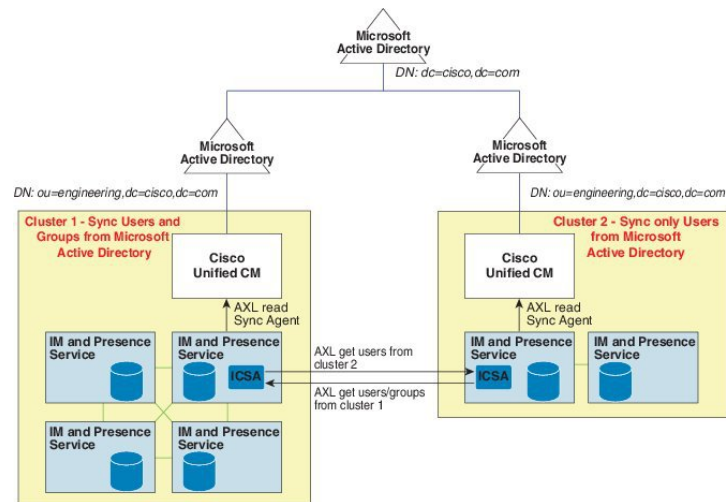 Microsoft
Active Directory
DN: dc=cisco,dc=com
Microsoft
Active Directory
Microsoft
Active Directory
DN: ou=engineering,dc=cisco,dc=com
DN: ou=engineering,dc=cisco,dc=com
Cluster 1 - Sync Users and
Groups from Microsoft
Active Directory
Cisco
Unified CM
AXL read
Sync Agent
IM and Presence
Service
IM and Presence
Service
ICSA
IM and Presence
Service
IM and Presence
Service
AXL get users from
cluster 2
AXL get users/groups
from cluster 1
Cluster 2 - Sync only Users
from Microsoft
Active Directory
Cisco
Unified CM
AXL read
Sync Agent
IM and Presence
Service
ICSA
IM and Presence
Service